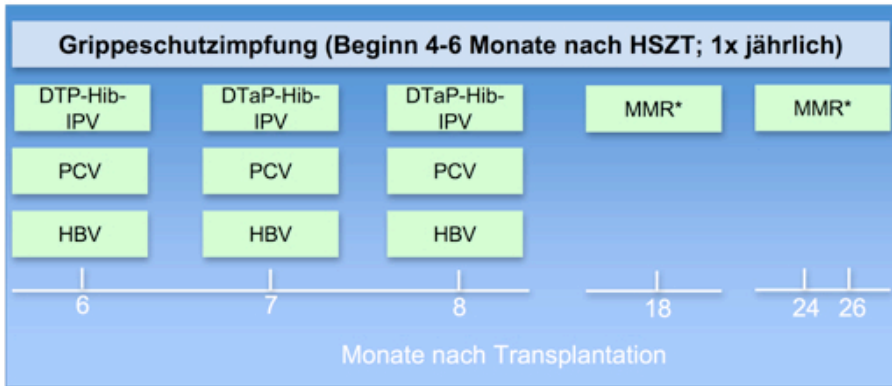 Grippeschutzimpfung (Beginn 4-6 Monate nach HSZT; 1x jährlich)
DTP-Hib-
IPV
DTaP-Hib-
IPV
DTaP-Hib-
IPV
MMR*
MMR*
PCV
PCV
PCV
HBV
HBV
HBV
6
7
8
18
24
26
Monate nach Transplantation